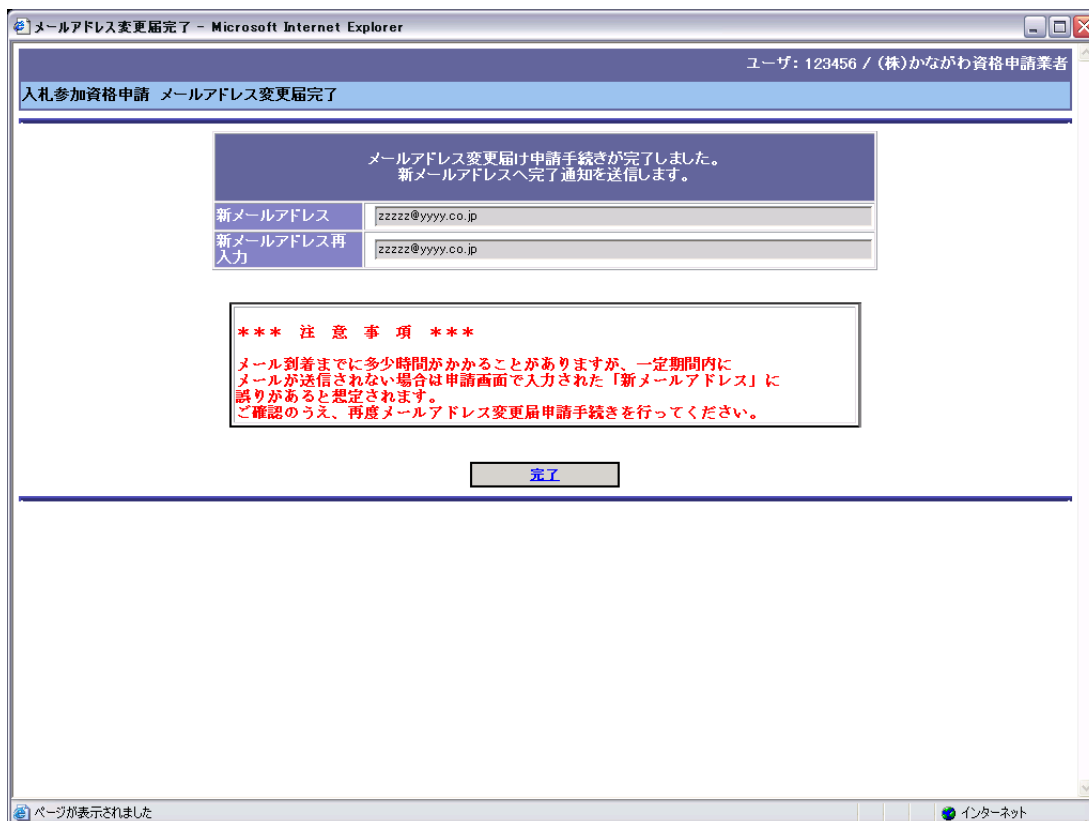 メールアドレス変更届完了 - Microsoft Internet Explorer
ユーザ: 123456 / (株)かながわ資格申請業者
入札参加資格申請 メールアドレス変更届完了
メールアドレス変更届け申請手続きが完了しました。
新メールアドレスへ完了通知を送信します。
新メールアドレス
zzzzz@yyyy.co.jp
新メールアドレス再
入力
zzzzz@yyyy.co.jp
*** 注 意 事 項 ***
メール到着までに多少時間がかかることがありますが、一定期間内に
メールが送信されない場合は申請画面で入力された「新メールアドレス」に
誤りがあると想定されます。
ご確認のうえ、再度メールアドレス変更届申請手続きを行ってください。
完了
ページが表示されました
インターネット